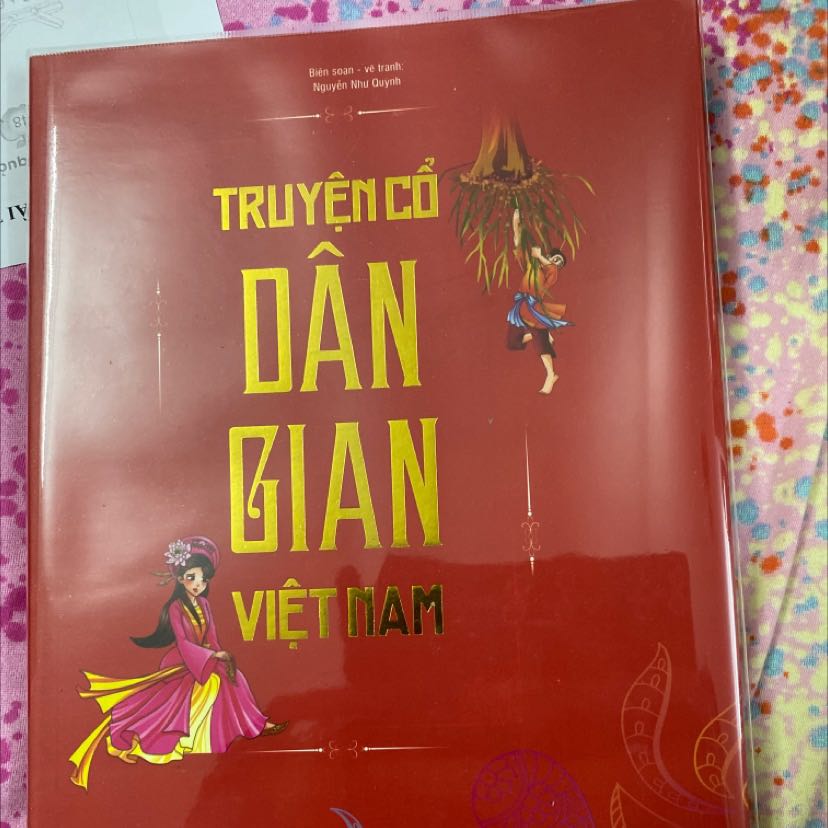 Biên soạn - vẽ tranh:
Nguyễn Như Quỳnh
TRUYỆN CỔ
DÂN
GIAN
VIỆT NAM